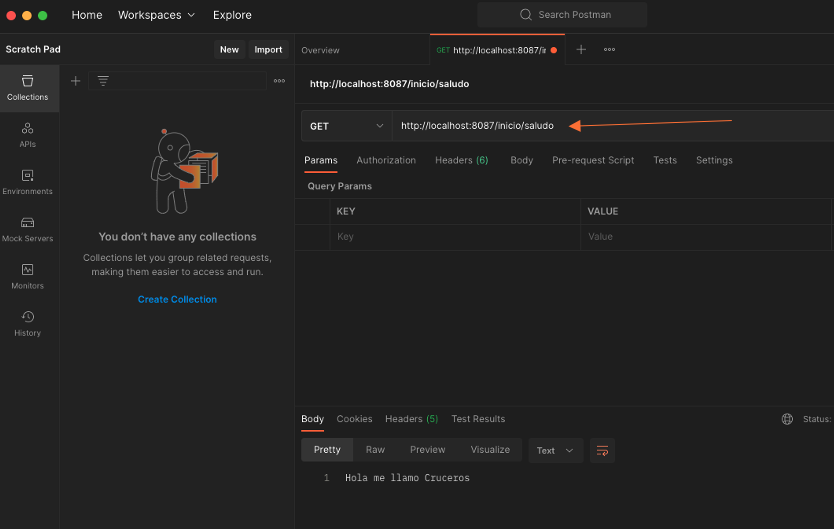 Home Workspaces Explore Search Postman
Scratch Pad New Import
Overview GET http://localhost:8087/ir
Collections
APIs
Environments
Mock Servers
Monitors
History
You don't have any collections
Collections let you group related requests,
making them easier to access and run.
Create Collection
http://localhost:8087/inicio/saludo
GET http://localhost:8087/inicio/saludo
Params Authorization Headers (6) Body Pre-request Script Tests Settings
Query Params
KEY VALUE
Key Value
Body Cookies Headers (5) Test Results Status:
Pretty Raw Preview Visualize Text
1 Hola me llamo Cruceros